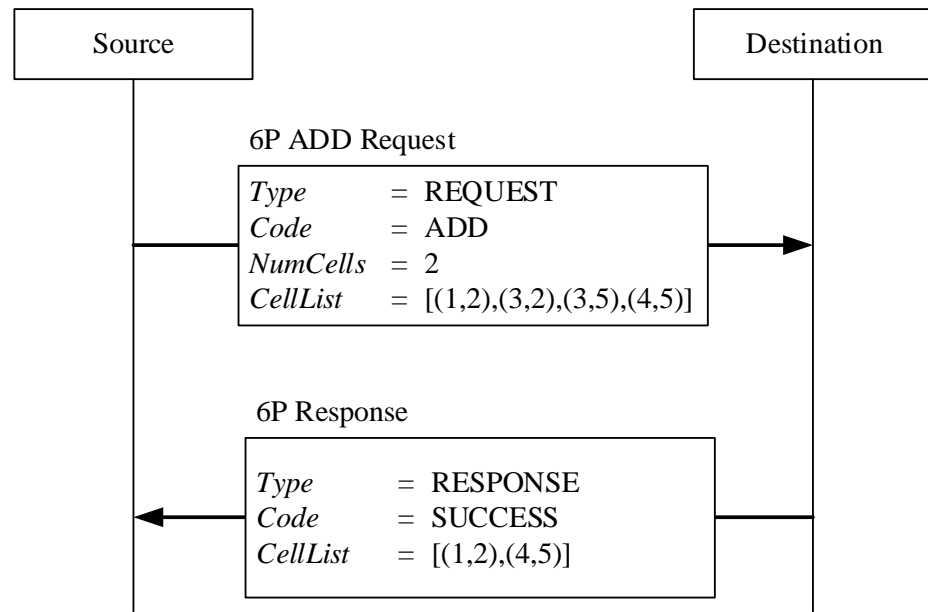 Source
Destination
6P ADD Request
Type = REQUEST
Code = ADD
NumCells = 2
CellList = [(1,2),(3,2),(3,5),(4,5)]
6P Response
Type = RESPONSE
Code = SUCCESS
CellList = [(1,2),(4,5)]